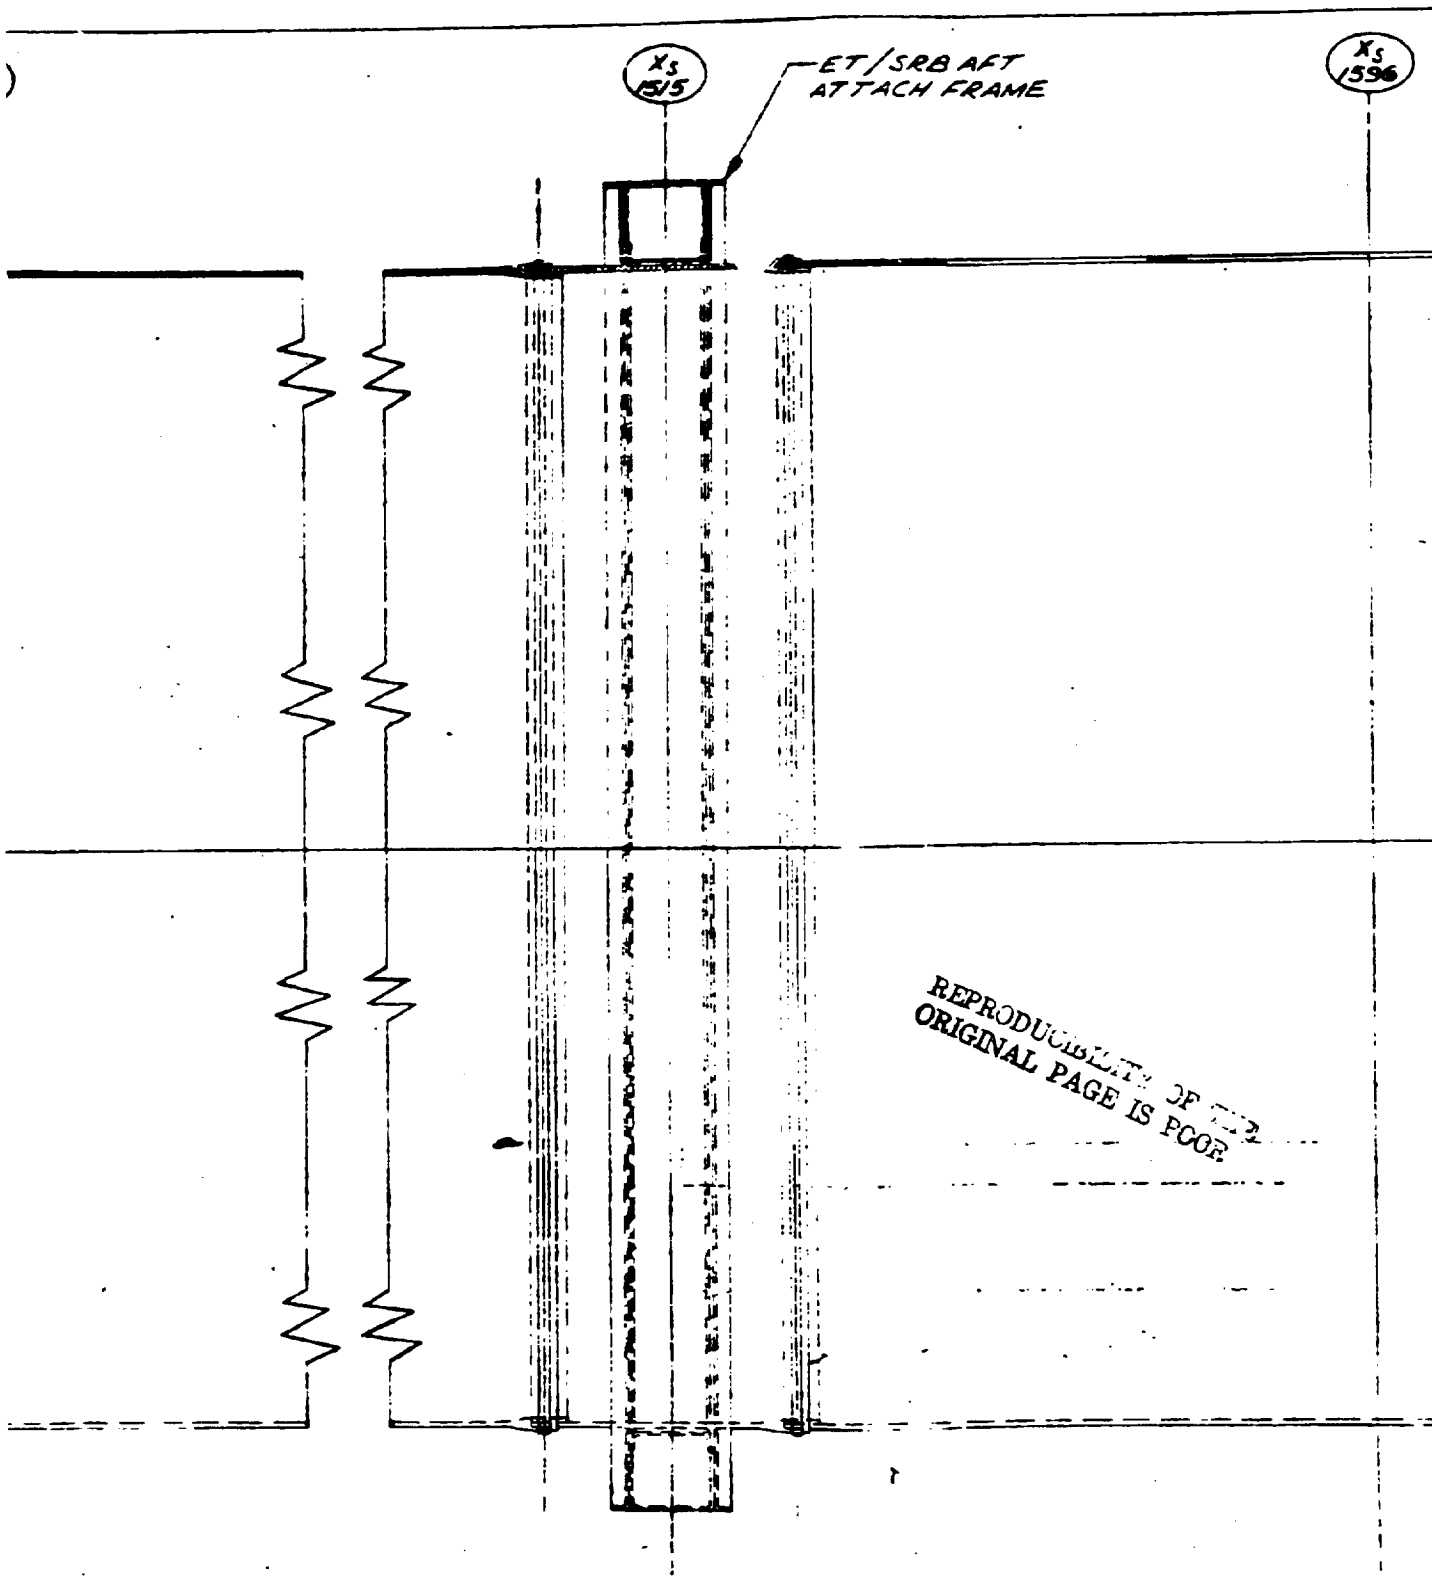 )
XS
1515
ET/SRB AFT
ATTACH FRAME
XS
1596
REPRODUCIBILITY OF THE
ORIGINAL PAGE IS POOR